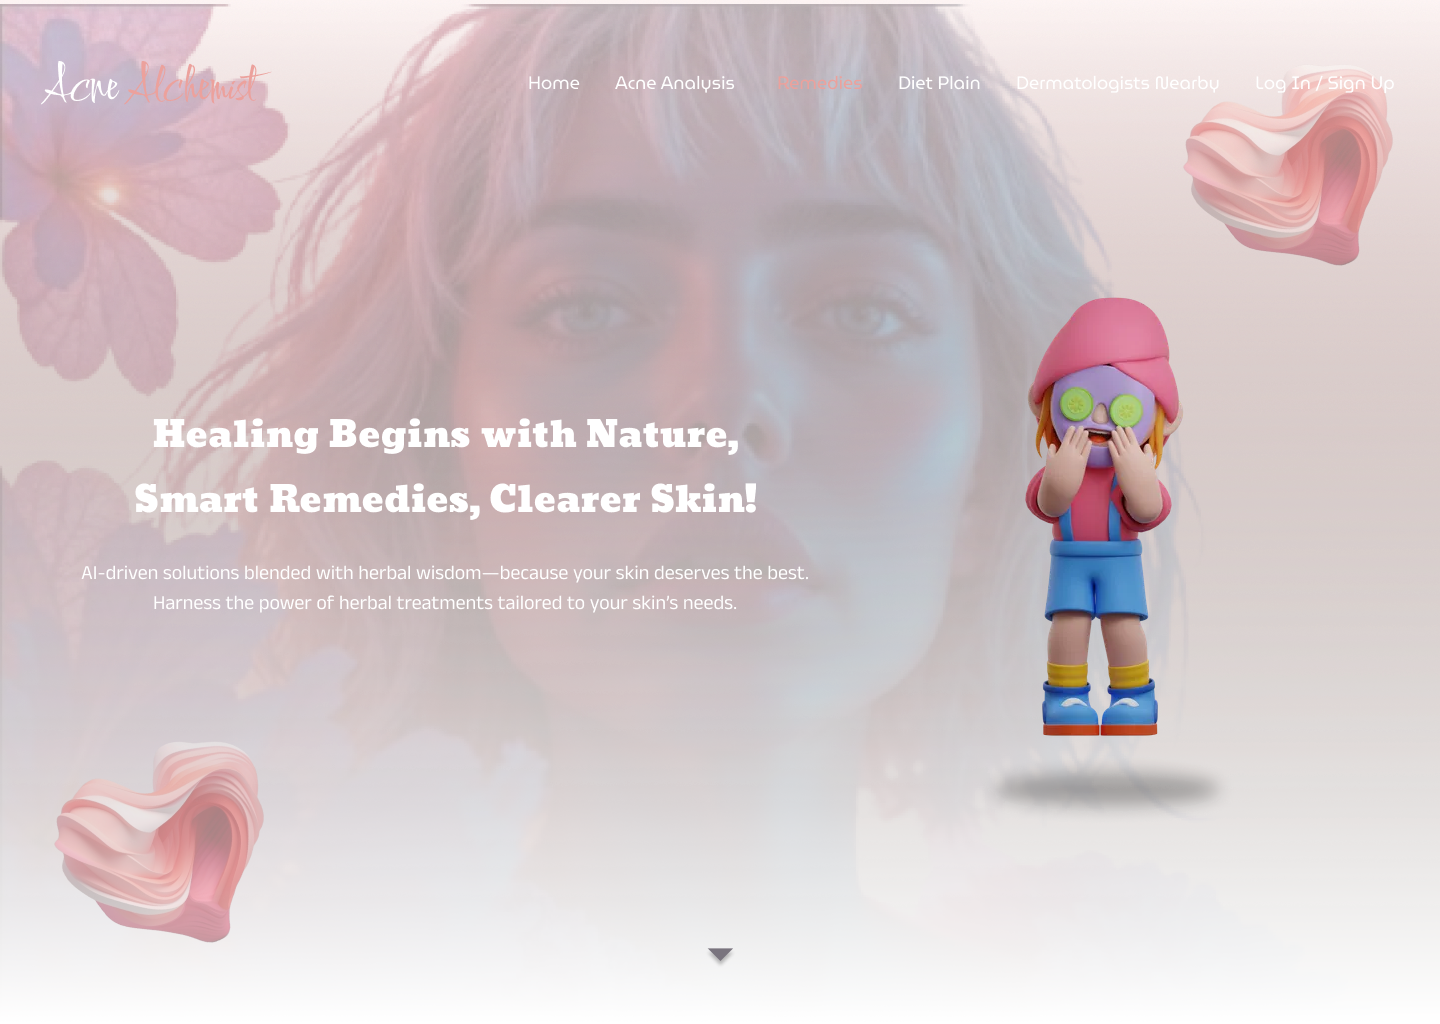 Acne Alchemist
Home Acne Analysis Remedies Diet Plain Dermatologists Nearby Log In / Sign Up
Healing Begins with Nature,
Smart Remedies, Clearer Skin!
AI-driven solutions blended with herbal wisdom—because your skin deserves the best.
Harness the power of herbal treatments tailored to your skin's needs.